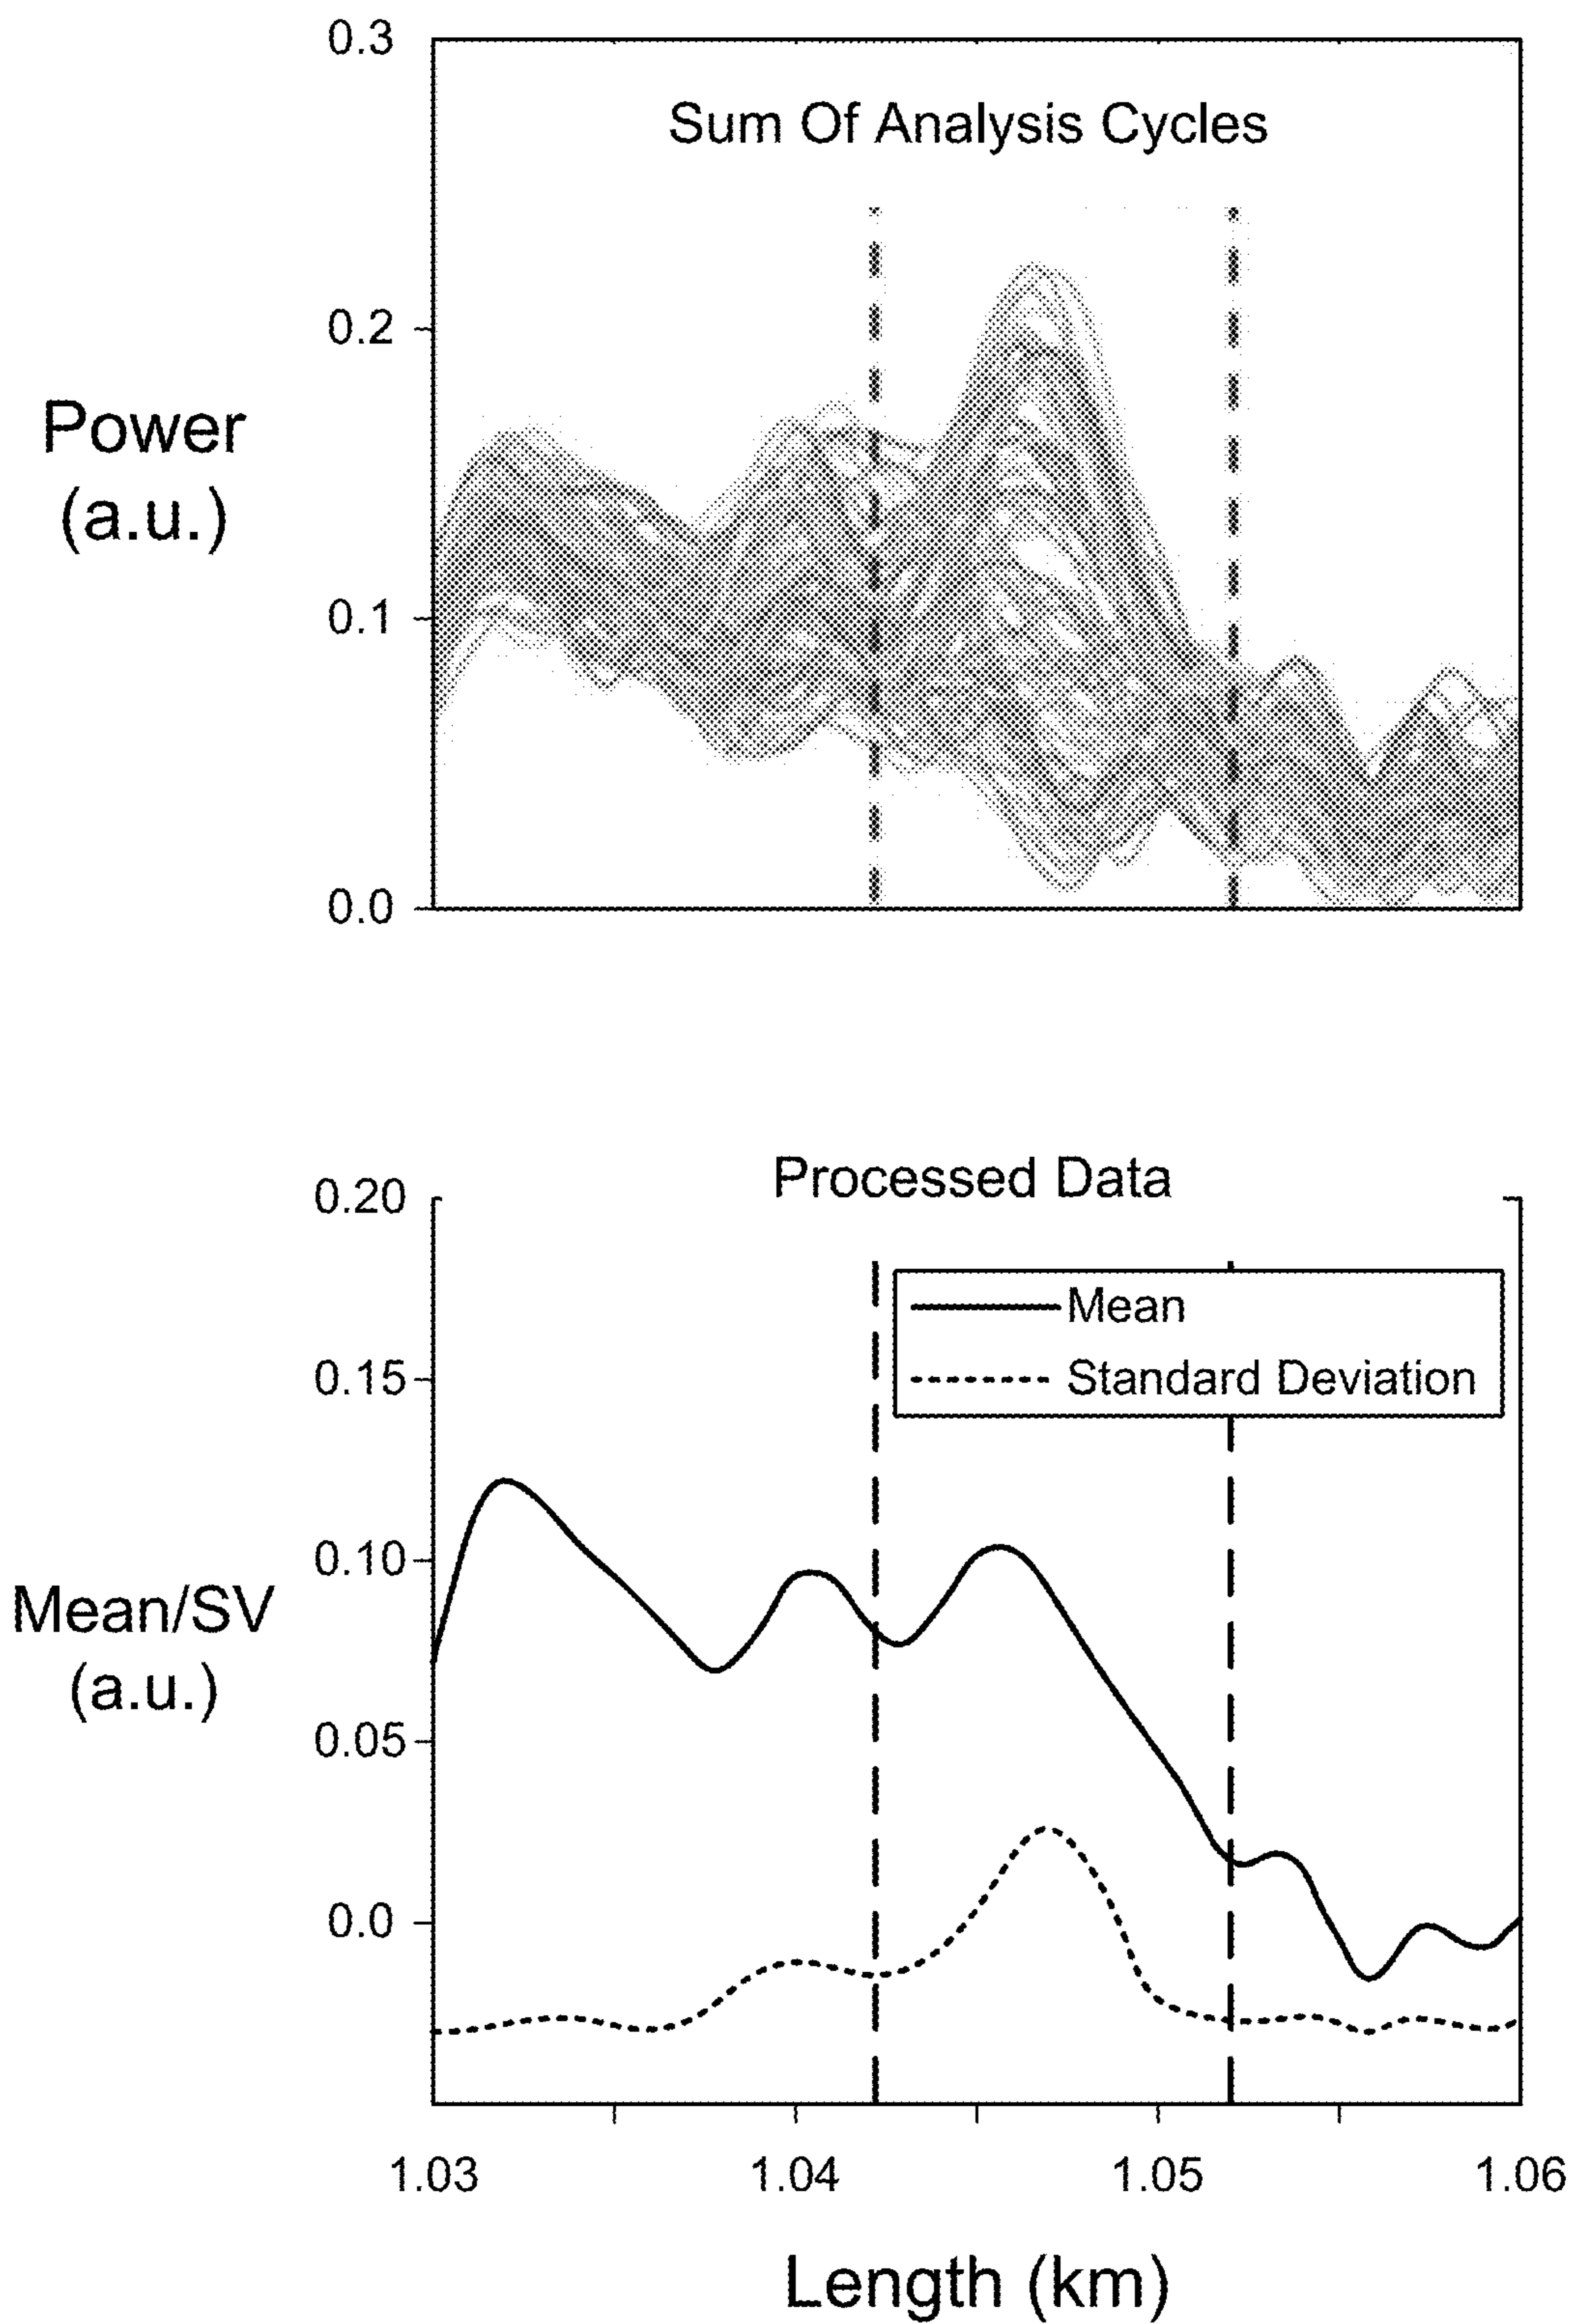 0.3
Sum Of Analysis Cycles
0.2
Power
(a.u.)
0.1
0.0
Processed Data
0.20
Mean
0.15
Standard Deviation
0.10
Mean/SV
(a.u.)
0.05
0.0
1.03 1.04 1.05 1.06
Length (km)